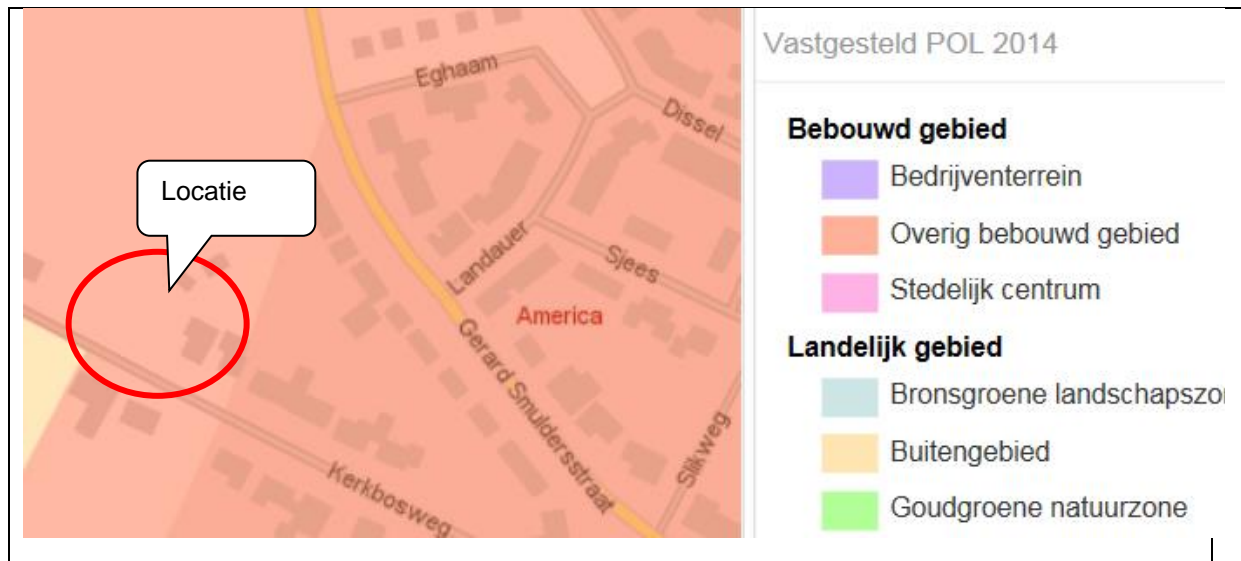 Eghaam
Dissel
Locatie
Landauer
Sjees
America
Gerard Smuldersstraat
Slikweg
Kerkbosweg
Vastgesteld POL 2014
Bebouwd gebied
Bedrijventerrein
Overig bebouwd gebied
Stedelijk centrum
Landelijk gebied
Bronsgroene landschapszo
Buitengebied
Goudgroene natuurzone